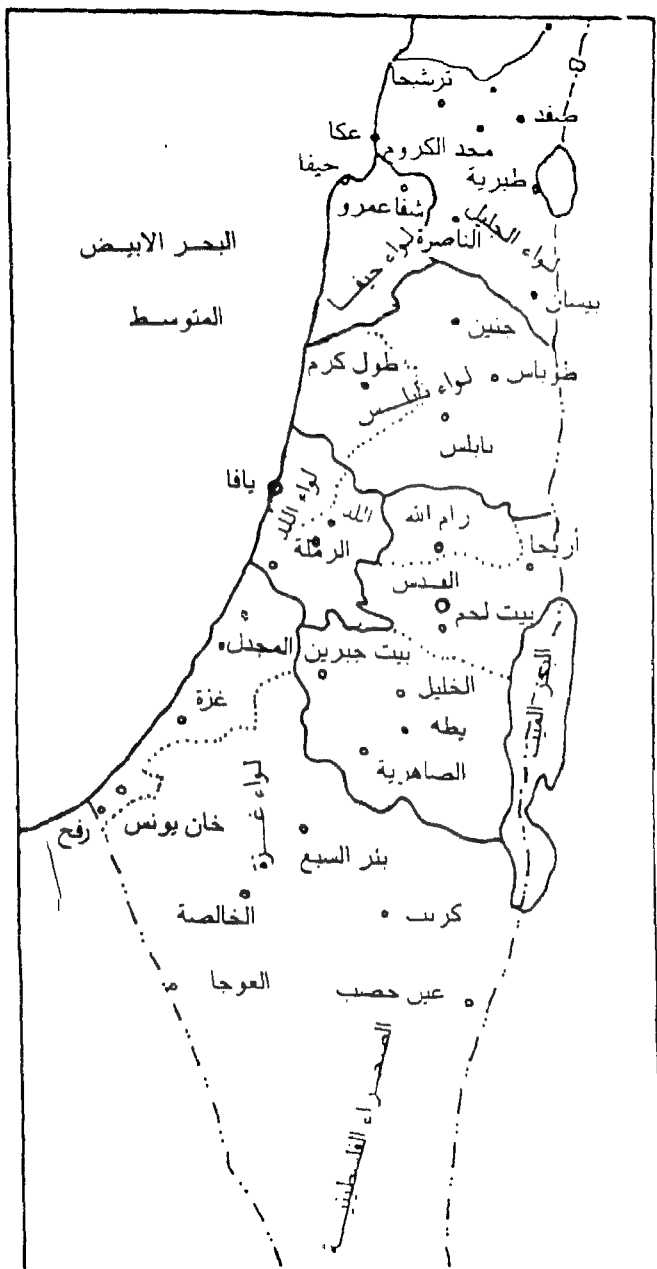 ترشيحا
صفد
عكا
مجد الكروم
حيفا
طبرية
شفاعمرو
الناصرة
لواء الجليل
لواء حيفا
البحر الابيض
المتوسط
بيسان
جنين
طول كرم
طوباس
لواء نابلس
نابلس
يافا
لواء اللد
اللد
رام الله
الرملة
أريحا
القدس
بيت لحم
المجدل
بيت جبرين
البحر الميت
الخليل
غزة
يطه
الصاهرية
لواء غزة
خان يونس
رفح
بئر السبع
الخالصة
كرنب
العوجا
عين حصب
الصحراء الفلسطينية